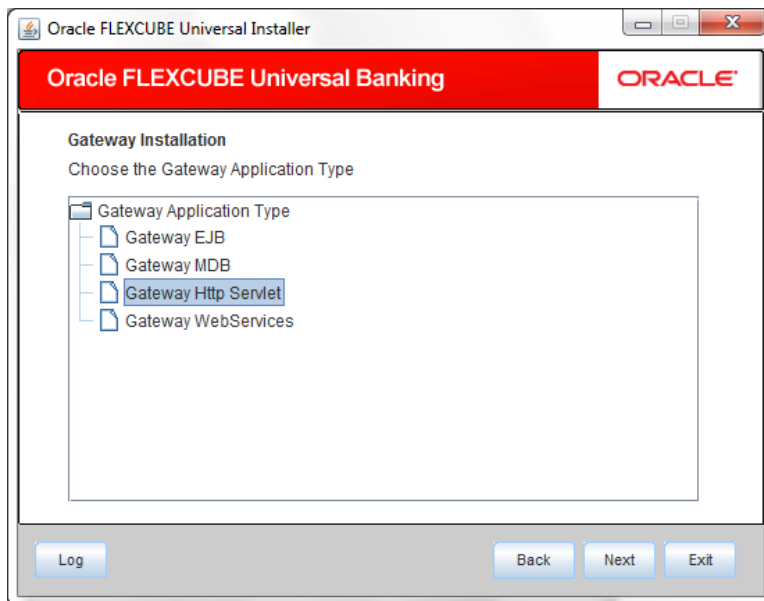 Oracle FLEXCUBE Universal Installer
Oracle FLEXCUBE Universal Banking
ORACLE®
Gateway Installation
Choose the Gateway Application Type
Gateway Application Type
Gateway EJB
Gateway MDB
Gateway Http Servlet
Gateway WebServices
Log
Back
Next
Exit